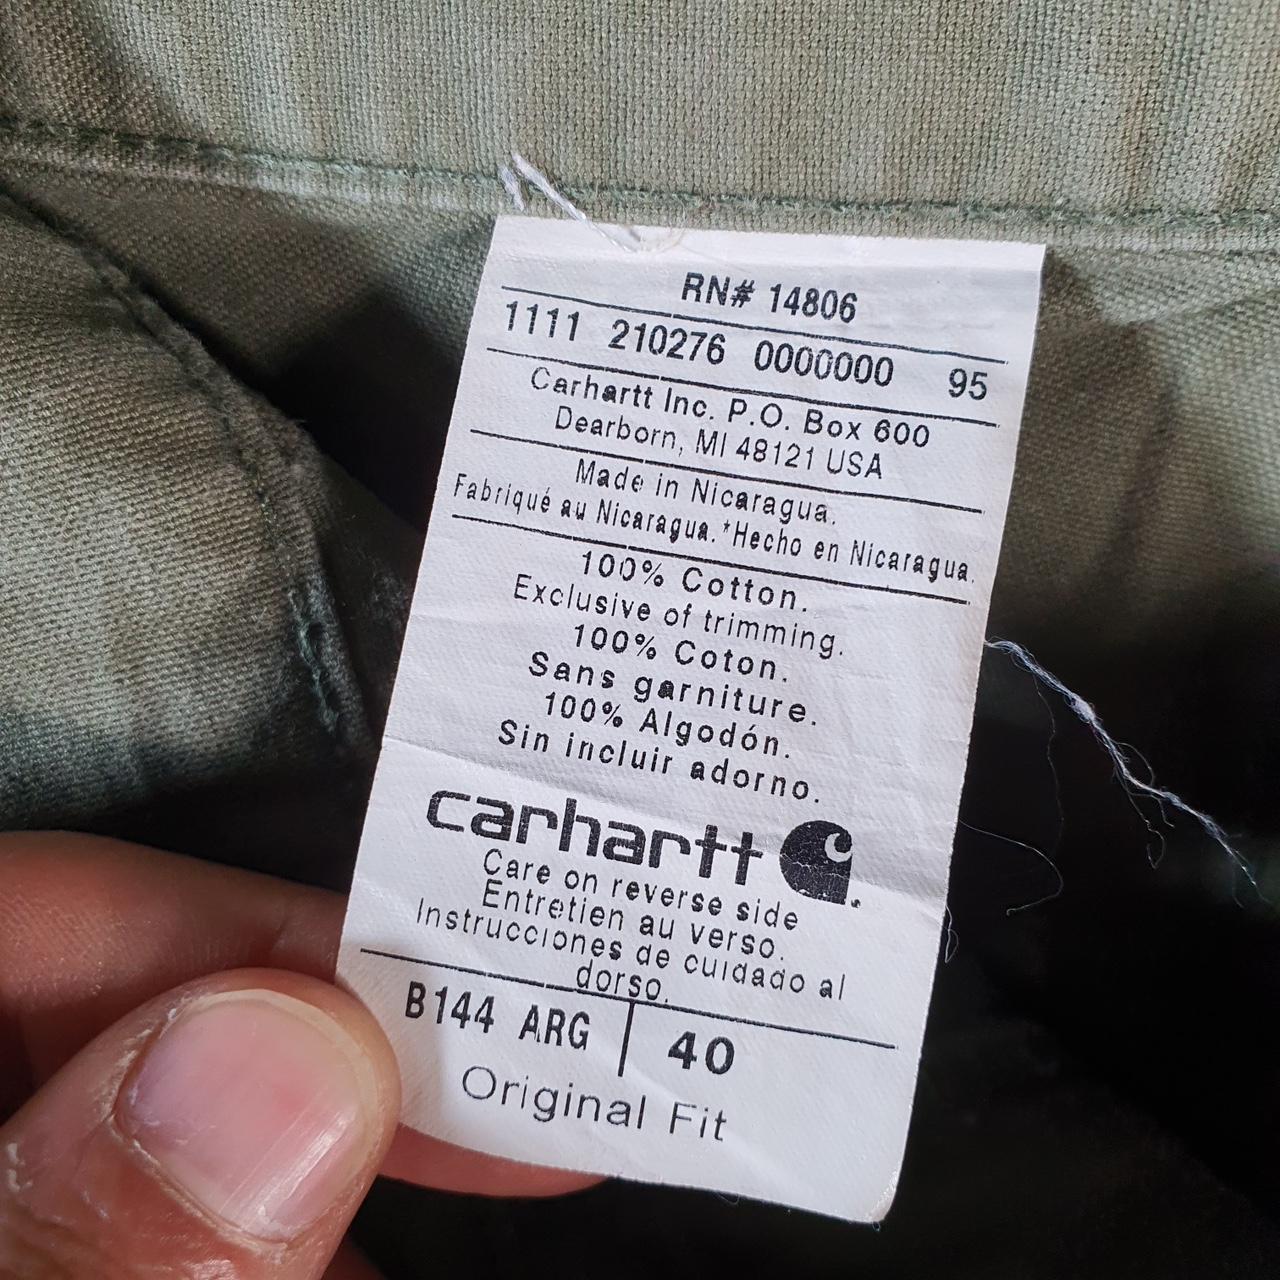 RN# 14806
1111 210276 0000000 95
Carhartt Inc. P.O. Box 600
Dearborn, MI 48121 USA
Made in Nicaragua.
Fabriqué au Nicaragua.*Hecho en Nicaragua.
100% Cotton.
Exclusive of trimming.
100% Coton.
Sans garniture.
100% Algodón.
Sin incluir adorno.
carhartt
Care on reverse side
Entretien au verso.
Instrucciones de cuidado al
dorso.
B144 ARG | 40
Original Fit